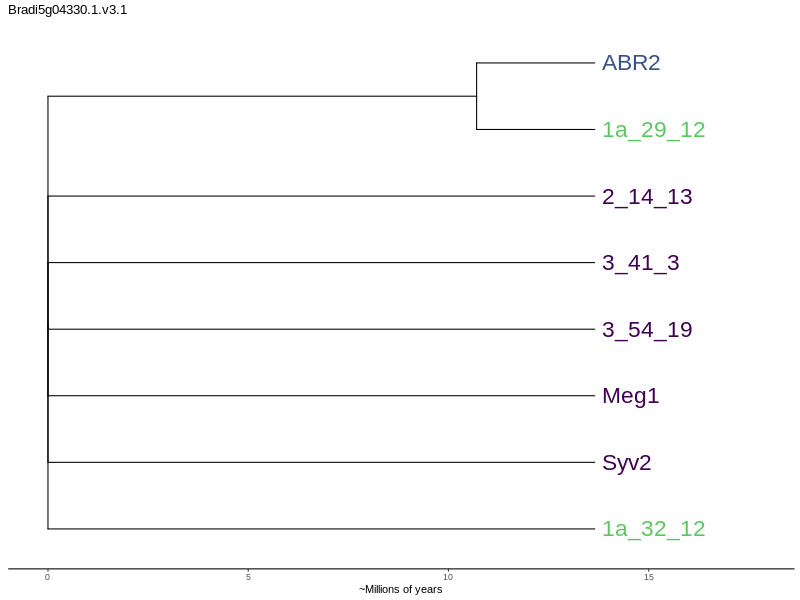 Bradi5g04330.1.v3.1
ABR2
1a_29_12
2_14_13
3_41_3
3_54_19
Meg1
Syv2
1a_32_12
0 5 10 15
~Millions of years